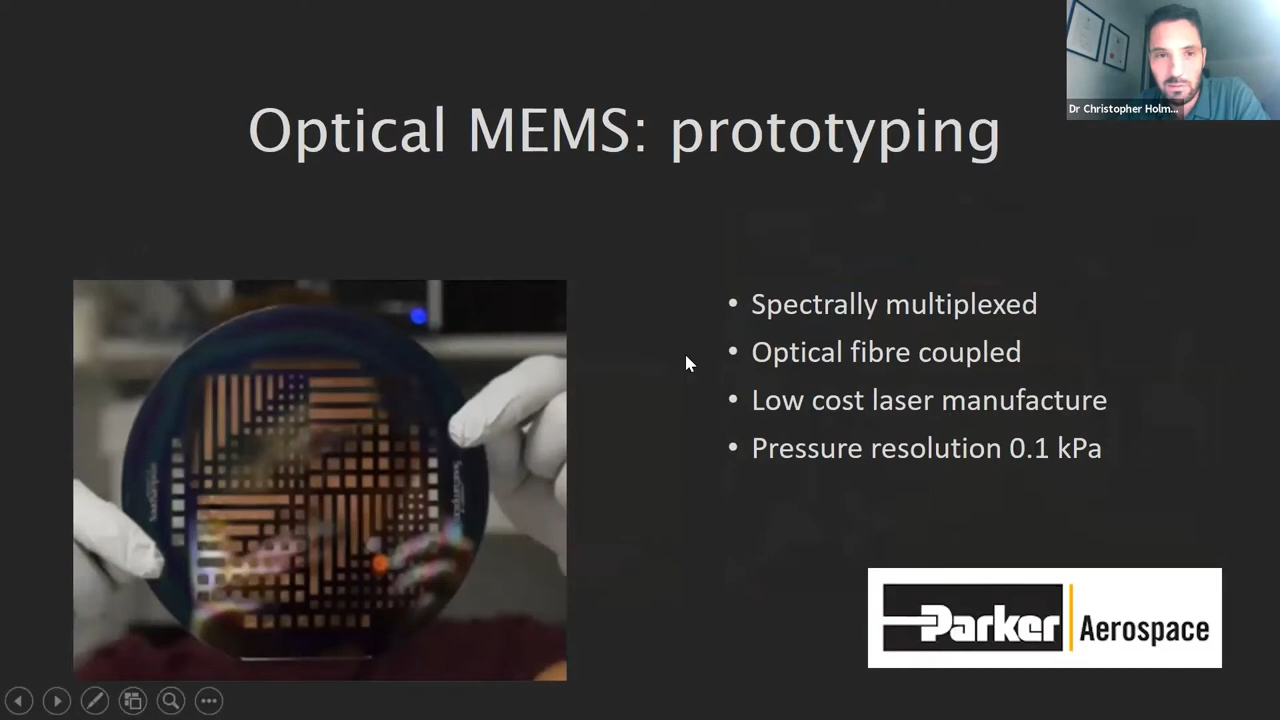 Dr Christopher Holm...
Optical MEMS: prototyping
• Spectrally multiplexed
• Optical fibre coupled
• Low cost laser manufacture
• Pressure resolution 0.1 kPa
Parker Aerospace